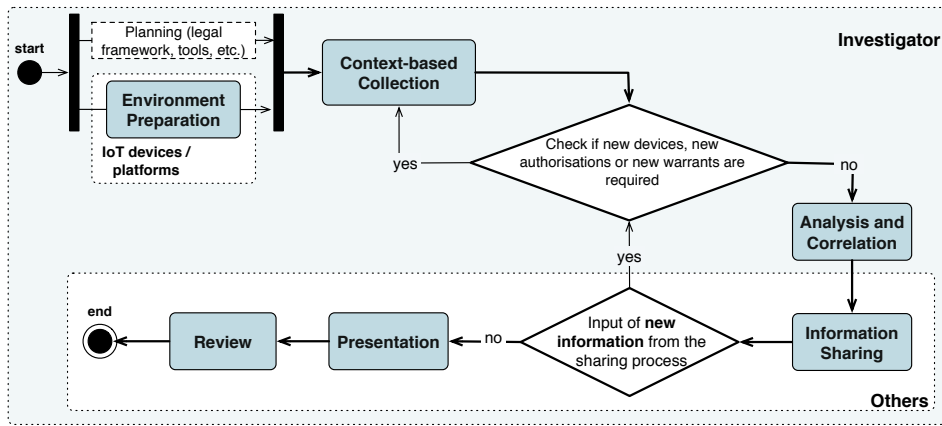 start
Planning (legal
framework, tools, etc.)
Environment
Preparation
IoT devices /
platforms
Context-based
Collection
Investigator
Check if new devices, new
authorisations or new warrants are
required
yes
no
Analysis and
Correlation
yes
end
Review
Presentation
no
Input of new
information from the
sharing process
Information
Sharing
Others